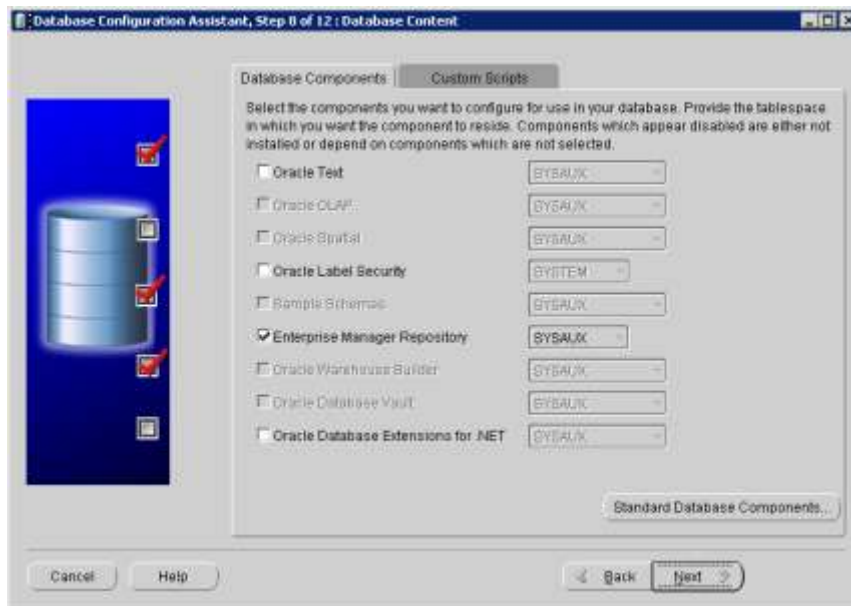 Database Configuration Assistant, Step 8 of 12 : Database Content
Database Components Custom Scripts
Select the components you want to configure for use in your database. Provide the tablespace
in which you want the component to reside. Components which appear disabled are either not
installed or depend on components which are not selected.
Oracle Text SYSAUX
Oracle OLAP SYSAUX
Oracle Spatial SYSAUX
Oracle Label Security SYSTEM
Sample Schemas SYSAUX
Enterprise Manager Repository SYSAUX
Oracle Warehouse Builder SYSAUX
Oracle Database Vault SYSAUX
Oracle Database Extensions for .NET SYSAUX
Standard Database Components...
Cancel Help Back Next